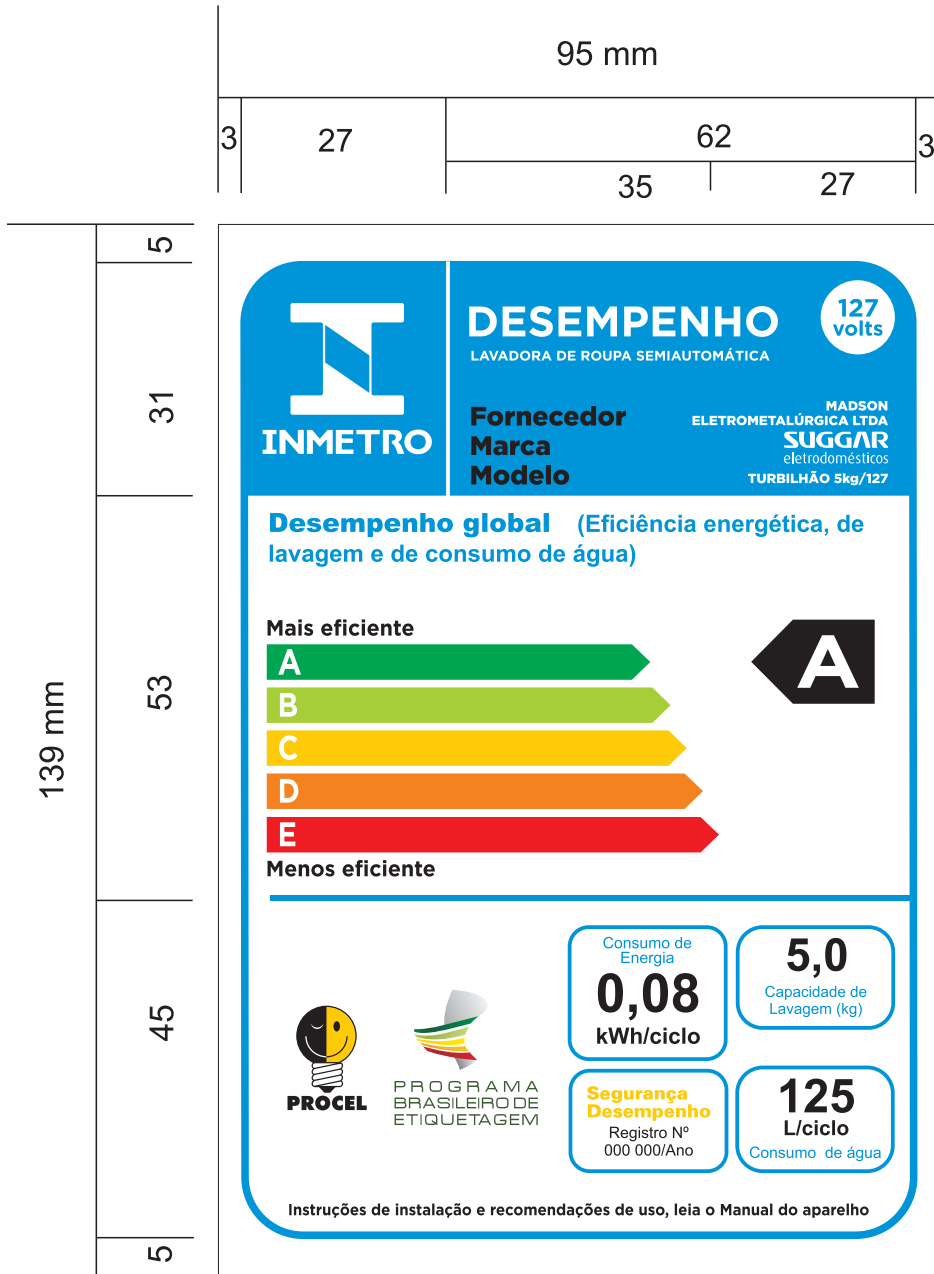 95 mm
3
27
62
3
35
27
5
31
139 mm
53
45
5
INMETRO
DESEMPENHO
LAVADORA DE ROUPA SEMIAUTOMÁTICA
127
volts
Fornecedor
Marca
Modelo
MADSON
ELETROMETALÚRGICA LTDA
SUGGAR
eletrodomésticos
TURBILHÃO 5kg/127
Desempenho global (Eficiência energética, de
lavagem e de consumo de água)
Mais eficiente
A
B
C
D
E
Menos eficiente
A
PROCEL
PROGRAMA
BRASILEIRO DE
ETIQUETAGEM
Consumo de
Energia
0,08
kWh/ciclo
5,0
Capacidade de
Lavagem (kg)
Segurança
Desempenho
Registro Nº
000 000/Ano
125
L/ciclo
Consumo de água
Instruções de instalação e recomendações de uso, leia o Manual do aparelho